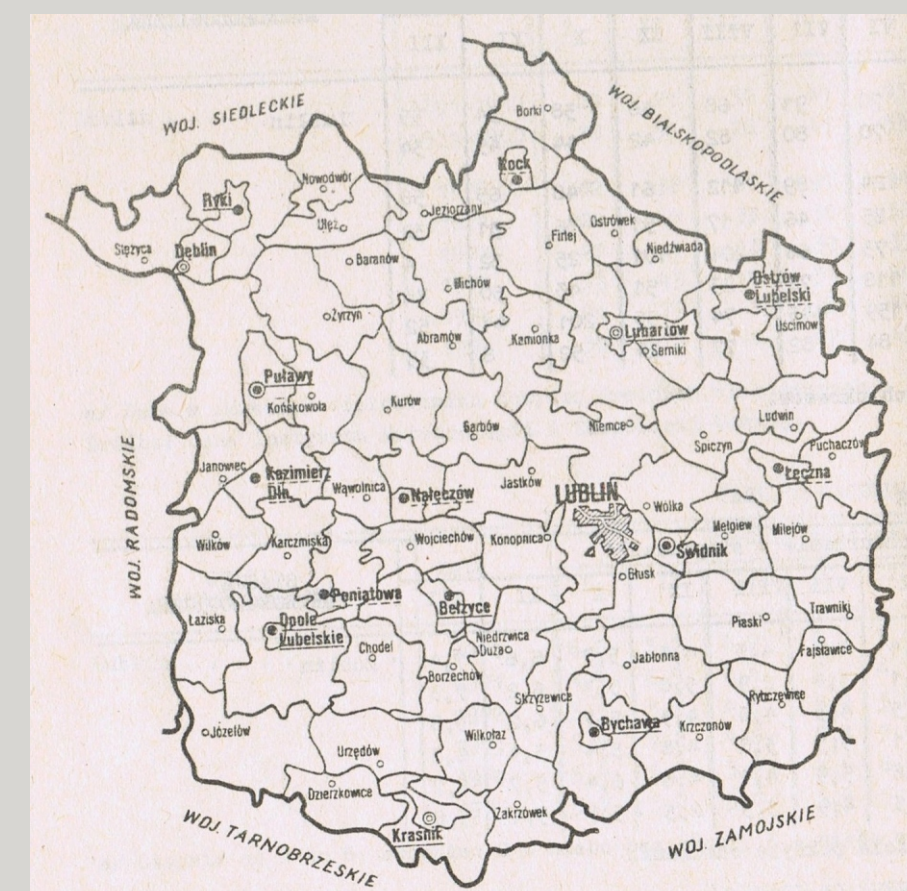 WOJ. SIEDLECKIE
WOJ. BIALSKOPODLASKIE
Borki
Kock
Nowodwór
Ryki
Jeziorzany
Ułęż
Ostrówek
Firlej
Niedźwiada
Stężyca
Dęblin
Baranów
Michów
Ostrów
Lubelski
Uścimów
Żyrzyn
Abramów
Kamionka
Lubartów
Serniki
Puławy
Końskowola
Kurów
Garbów
Niemce
Spiczyn
Ludwin
Puchaczów
Janowiec
Kazimierz
Dln.
Wąwolnica
Nałęczów
Jastków
LUBLIN
Wólka
Łęczna
WOJ. RADOMSKIE
Wilków
Karczmiska
Wojciechów
Konopnica
Świdnik
Mełgiew
Milejów
Głusk
Łaziska
Opole
Lubelskie
Poniatowa
Bełżyce
Chodel
Niedrzwica
Duża
Borzechów
Piaski
Trawniki
Fajsławice
Jabłonna
Rybczewice
Skrzyewice
Józefów
Urzędów
Wilkołaz
Bychawa
Krzczonów
Dzierzkowice
Kraśnik
Zakrzówek
WOJ. TARNOBRZESKIE
WOJ. ZAMOJSKIE